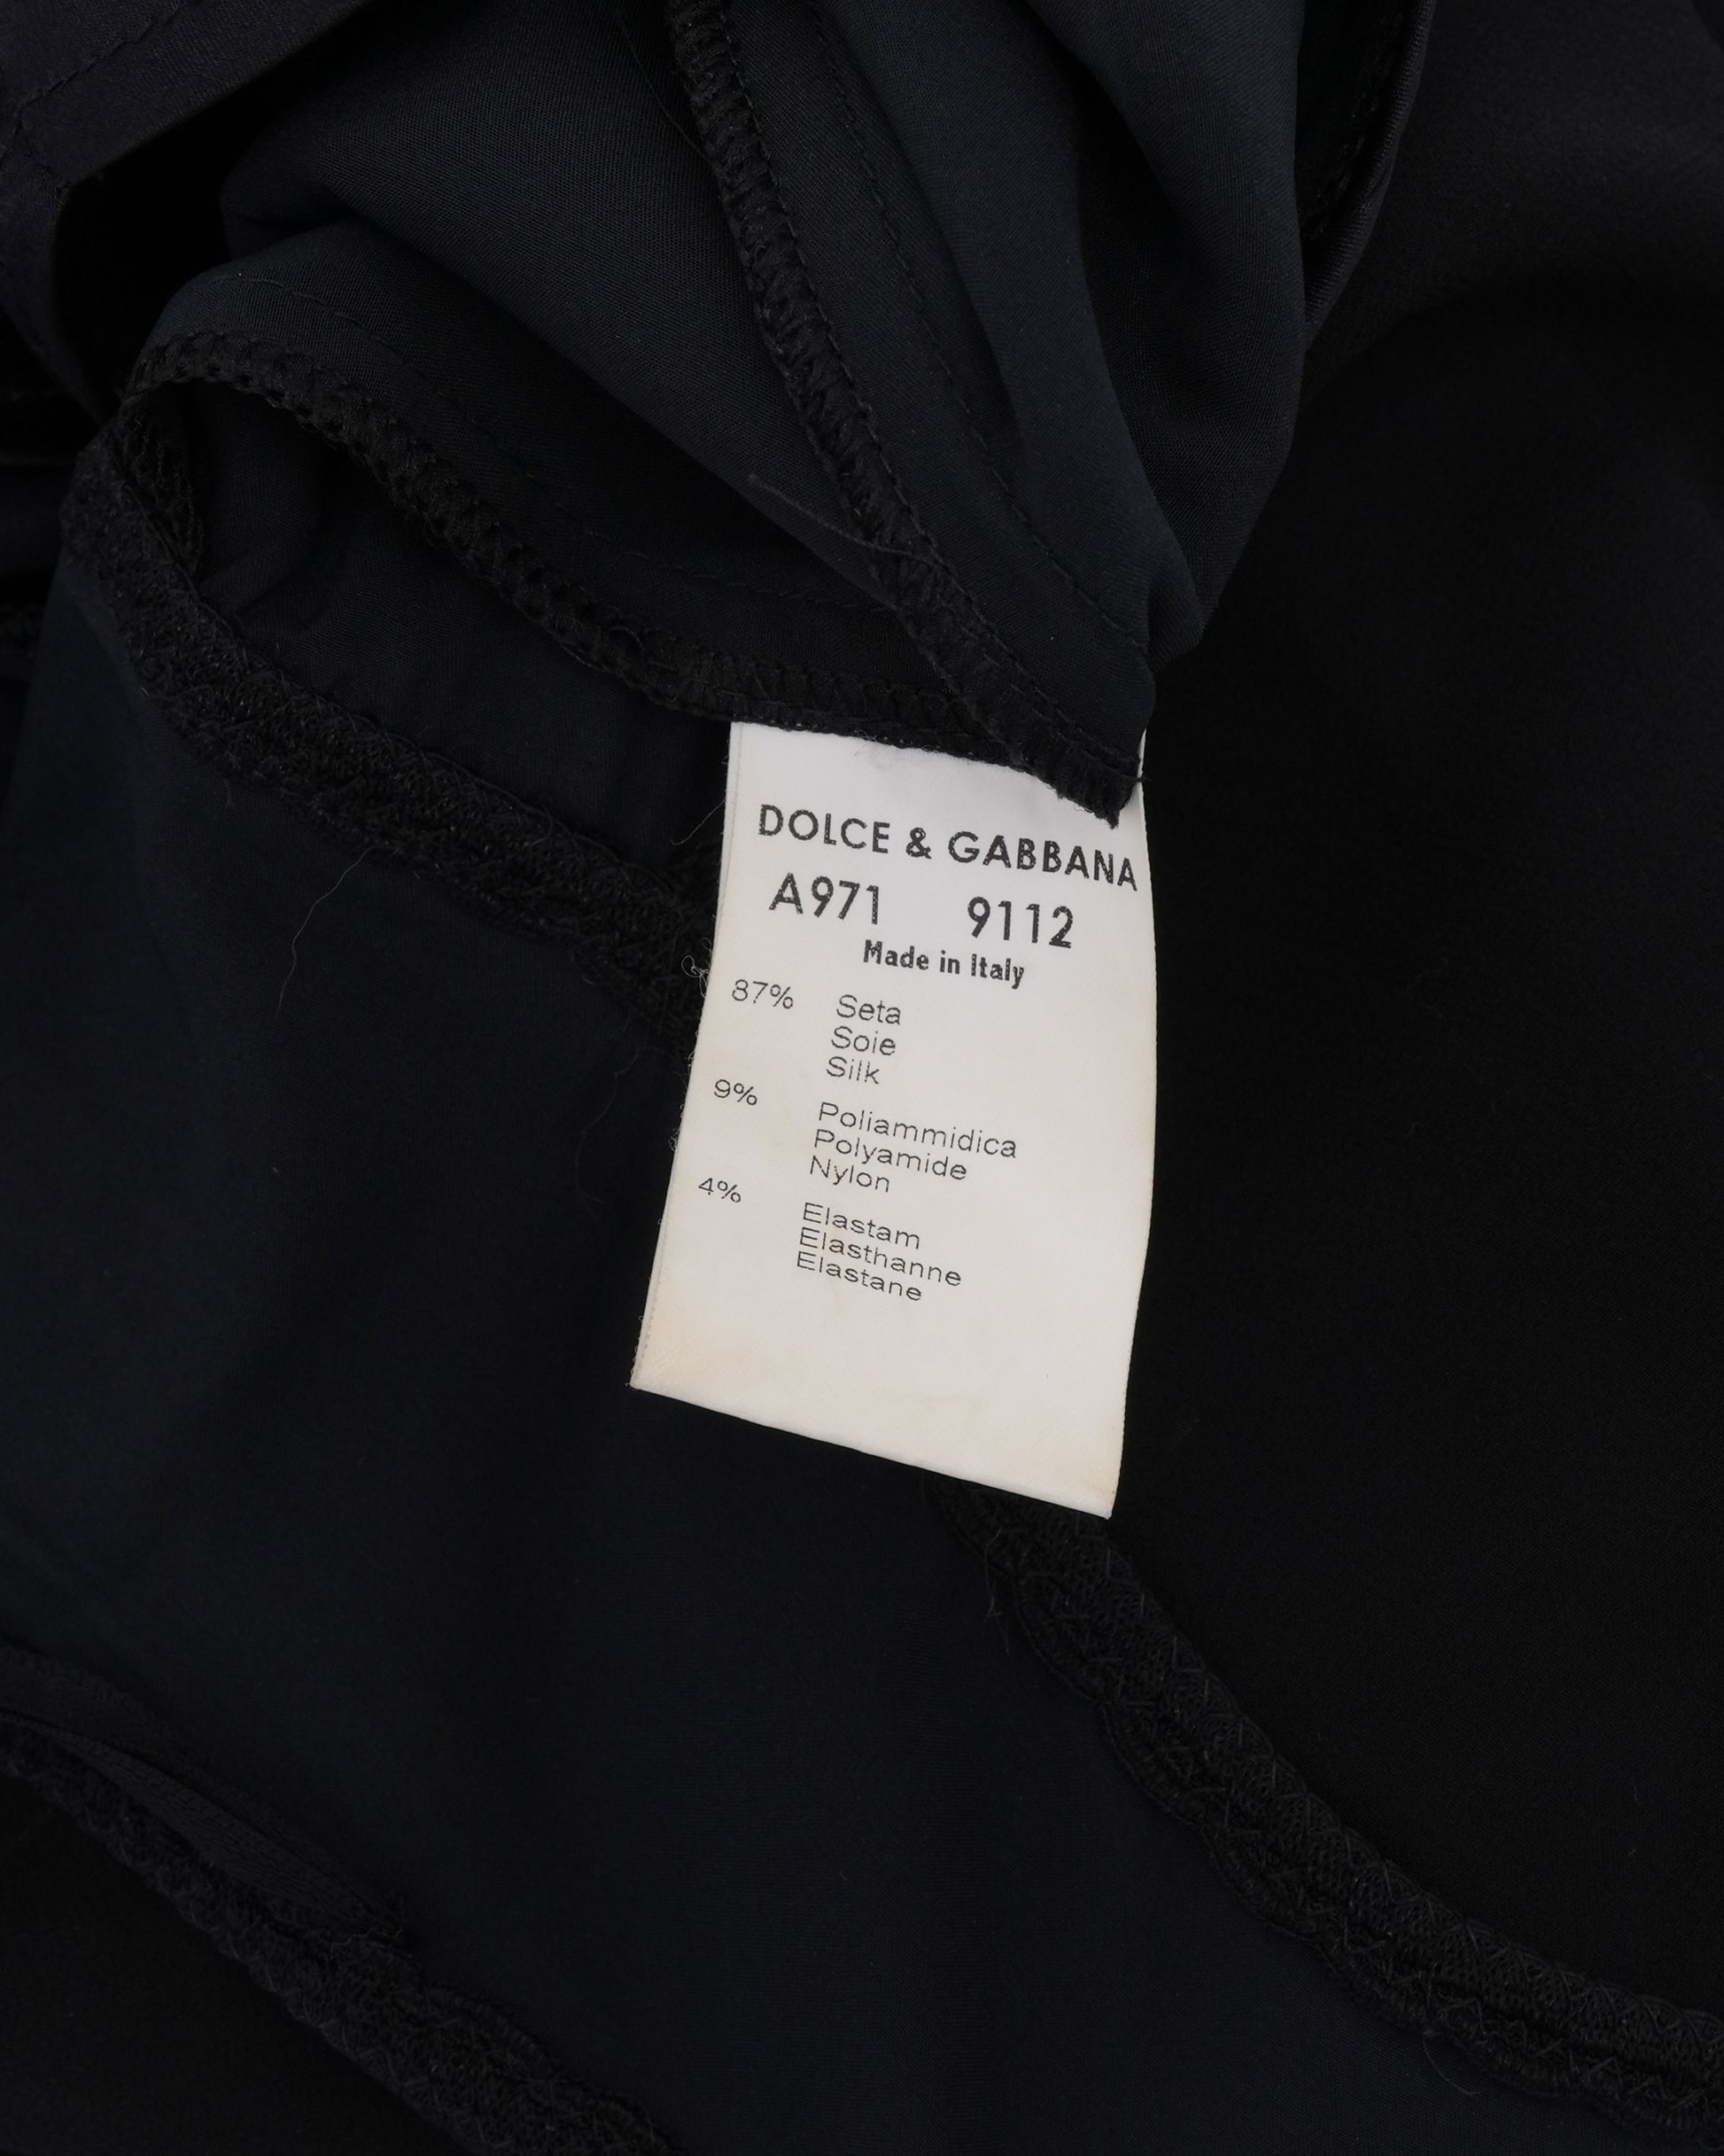 DOLCE & GABBANA
A971 9112
Made in Italy
87% Seta
Soie
Silk
9% Poliammidica
Polyamide
Nylon
4% Elastam
Elasthanne
Elastane